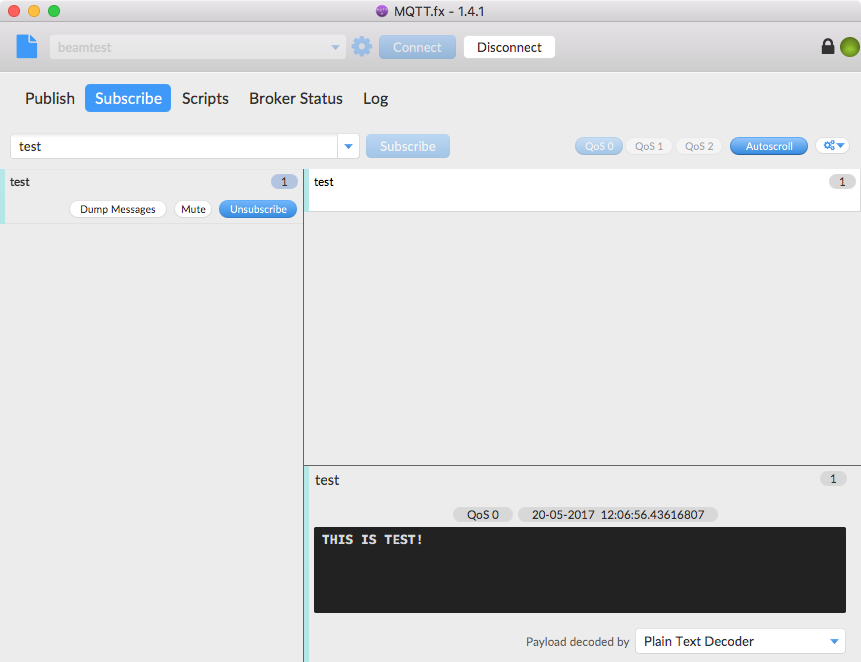 MQTT.fx - 1.4.1
beamtest Connect Disconnect
Publish Subscribe Scripts Broker Status Log
test Subscribe QoS 0 QoS 1 QoS 2 Autoscroll
test 1
Dump Messages Mute Unsubscribe
test 1
test 1
QoS 0 20-05-2017 12:06:56.43616807
THIS IS TEST!
Payload decoded by Plain Text Decoder